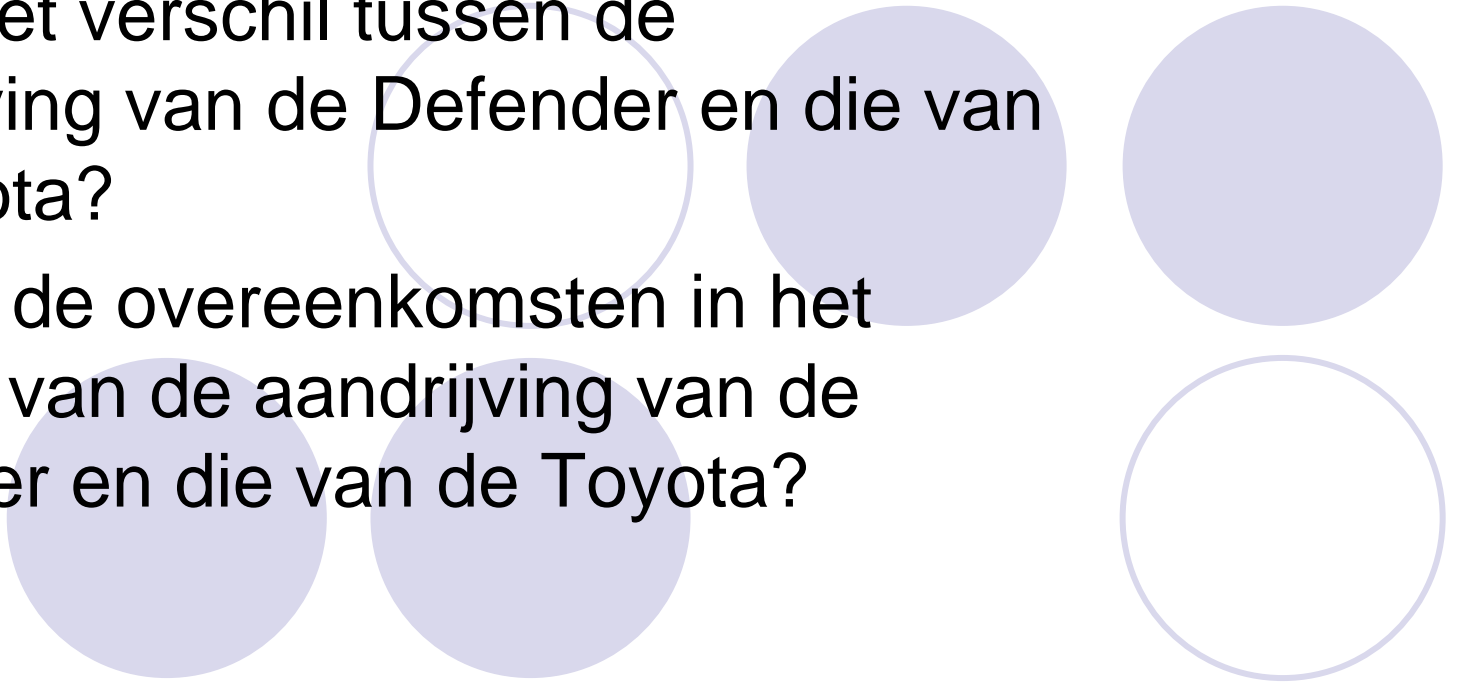 et verschil tussen de
ving van de Defender en die van
ota?
de overeenkomsten in het
van de aandrijving van de
er en die van de Toyota?